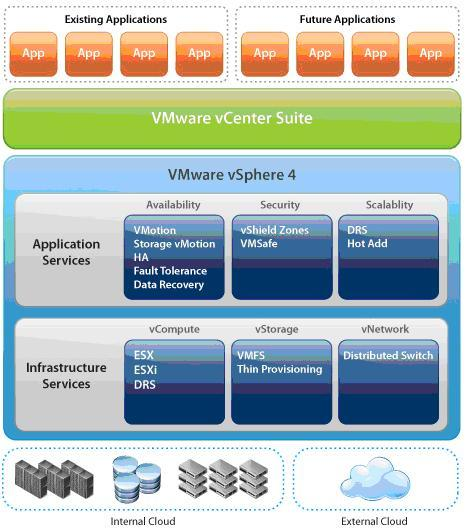 Existing Applications
Future Applications
App App App App
App App App App
VMware vCenter Suite
VMware vSphere 4
Application
Services
Availability
VMotion
Storage vMotion
HA
Fault Tolerance
Data Recovery
Security
vShield Zones
VMSafe
Scalablity
DRS
Hot Add
Infrastructure
Services
vCompute
ESX
ESXi
DRS
vStorage
VMFS
Thin Provisioning
vNetwork
Distributed Switch
Internal Cloud
External Cloud